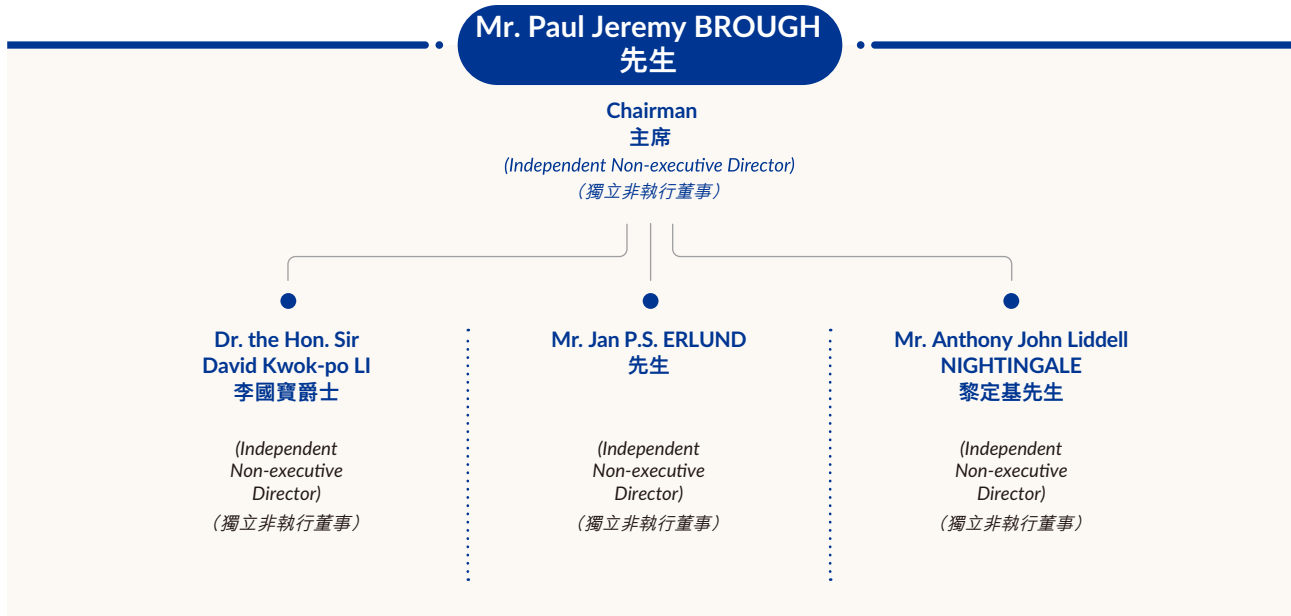 Mr. Paul Jeremy BROUGH
先生
Chairman
主席
(Independent Non-executive Director)
（獨立非執行董事）
Dr. the Hon. Sir
David Kwok-po LI
李國寶爵士
(Independent
Non-executive
Director)
（獨立非執行董事）
Mr. Jan P.S. ERLUND
先生
(Independent
Non-executive
Director)
（獨立非執行董事）
Mr. Anthony John Liddell
NIGHTINGALE
黎定基先生
(Independent
Non-executive
Director)
（獨立非執行董事）